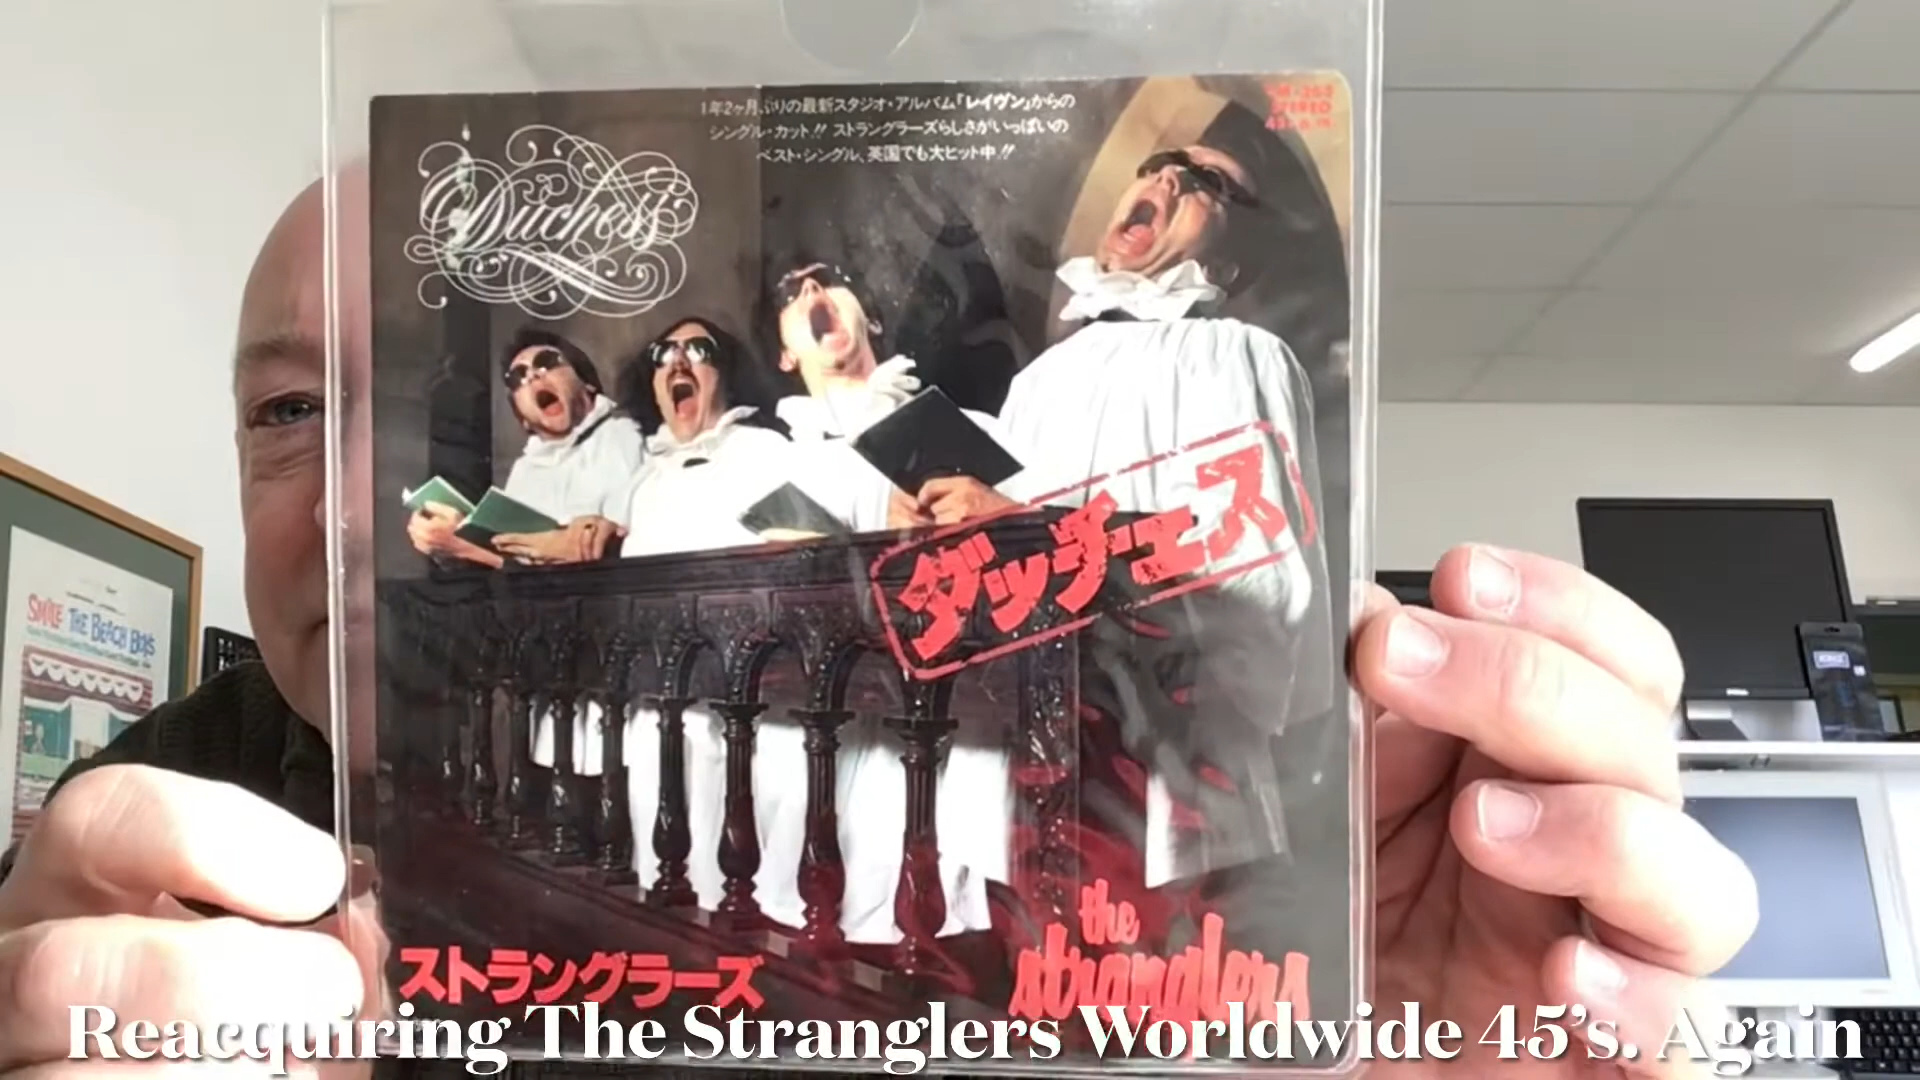 1年2ヶ月ぶりの最新スタジオ・アルバム「レイヴン」からの
シングル・カット!! ストラングラーズらしさがいっぱいの
ベスト・シングル、英国でも大ヒット中!!
STEREO
Duchess
ダッチェス
SMiLE THE BEACH BOYS
the
stranglers
ストラングラーズ
Reacquiring The Stranglers Worldwide 45's. Again